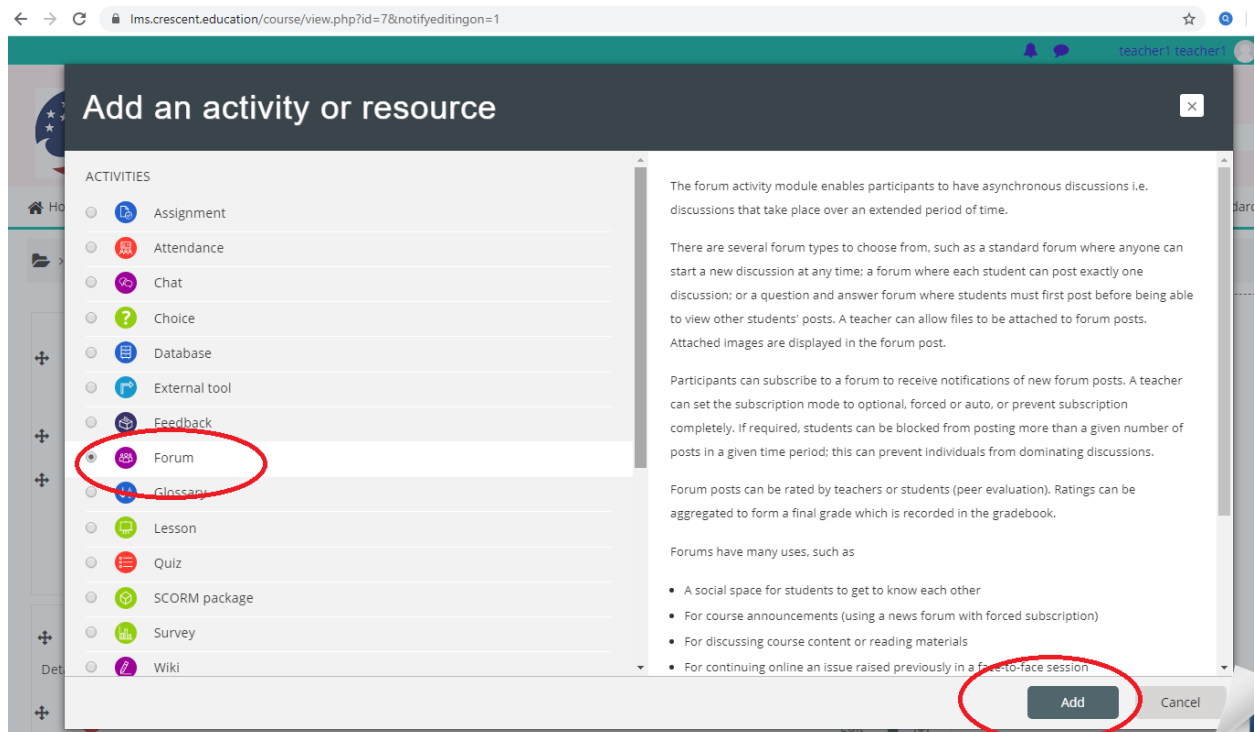 lms.crescent.education/course/view.php?id=7&notifyeditingon=1
teacher1 teacher1
Add an activity or resource
Ho
ACTIVITIES
Assignment
Attendance
Chat
Choice
Database
External tool
Feedback
Forum
Glossary
Lesson
Quiz
SCORM package
Survey
Wiki
The forum activity module enables participants to have asynchronous discussions i.e.
discussions that take place over an extended period of time.
There are several forum types to choose from, such as a standard forum where anyone can
start a new discussion at any time; a forum where each student can post exactly one
discussion; or a question and answer forum where students must first post before being able
to view other students' posts. A teacher can allow files to be attached to forum posts.
Attached images are displayed in the forum post.
Participants can subscribe to a forum to receive notifications of new forum posts. A teacher
can set the subscription mode to optional, forced or auto, or prevent subscription
completely. If required, students can be blocked from posting more than a given number of
posts in a given time period; this can prevent individuals from dominating discussions.
Forum posts can be rated by teachers or students (peer evaluation). Ratings can be
aggregated to form a final grade which is recorded in the gradebook.
Forums have many uses, such as
• A social space for students to get to know each other
• For course announcements (using a news forum with forced subscription)
• For discussing course content or reading materials
• For continuing online an issue raised previously in a face-to-face session
dard
Deta
Add
Cancel